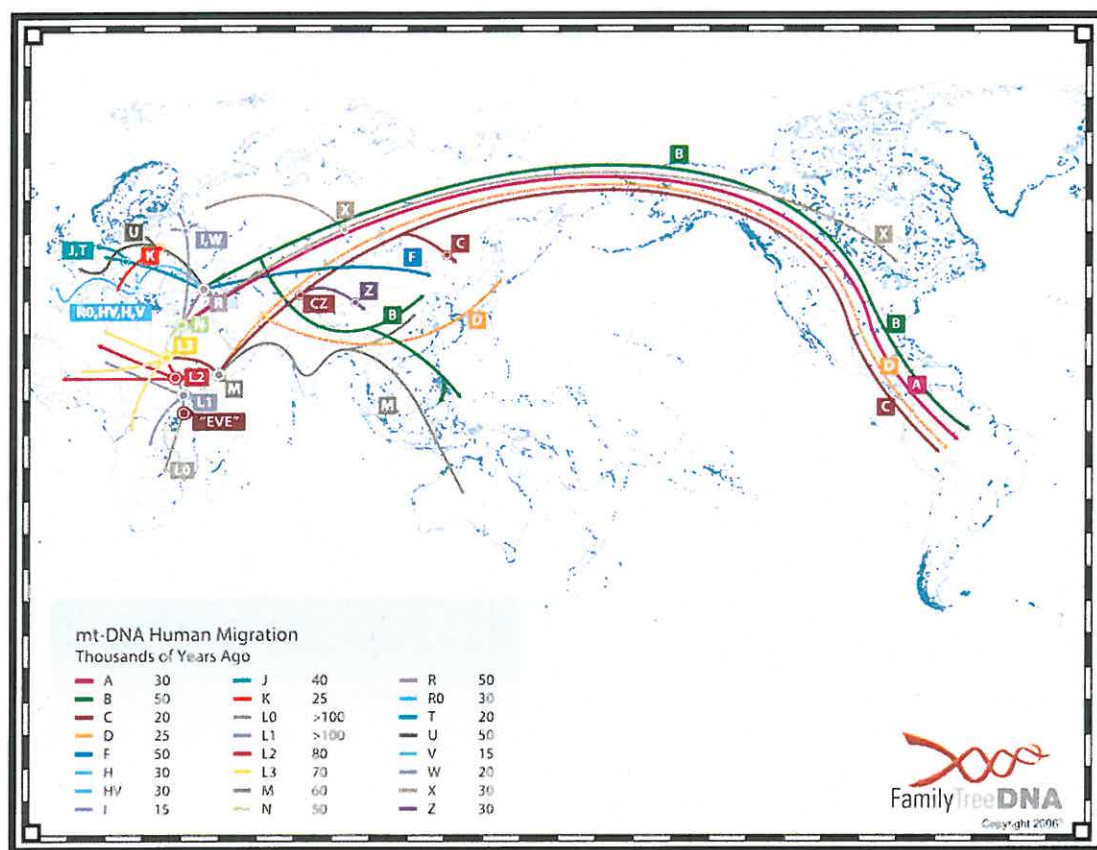 B
X
X
U
I,W
J,T
K
C
F
R
Z
CZ
B
R0,HV,H,V
N
D
B
L3
L2
M
D
A
L1
M
C
"EVE"
L0
mt-DNA Human Migration
Thousands of Years Ago
A 30 J 40 R 50
B 50 K 25 R0 30
C 20 L0 >100 T 20
D 25 L1 >100 U 50
F 50 L2 80 V 15
H 30 L3 70 W 20
HV 30 M 60 X 30
I 15 N 50 Z 30
FamilyTreeDNA
Copyright 2006